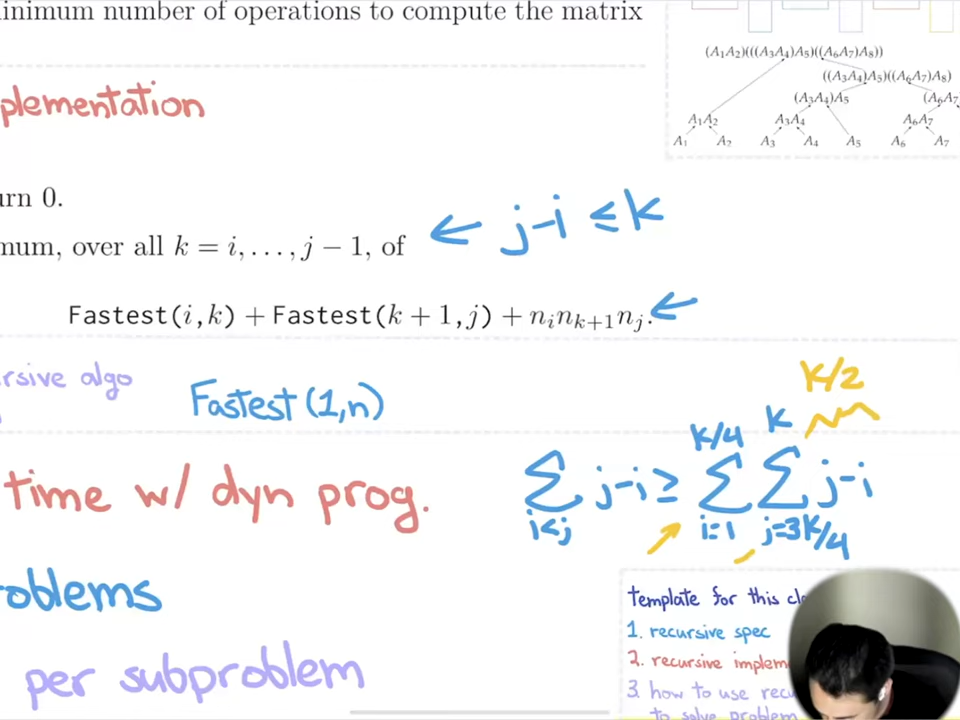 inimum number of operations to compute the matrix
plementation
urn 0.
mum, over all k = i, . . . , j − 1, of
← j-i ≤ k
Fastest(i,k) + Fastest(k + 1,j) + nᵢnₖ₊₁nⱼ. ←
rsive algo
Fastest (1,n)
time w/ dyn prog.
∑ i<j j-i ≥ ∑ i=1 k/4 ∑ j=3k/4 k j-i
k/2
oblems
per subproblem
(A₁A₂)(((A₃A₄)A₅)((A₆A₇)A₈))
((A₃A₄)A₅)((A₆A₇)A₈)
(A₃A₄)A₅ (A₆A₇
A₁A₂ A₃A₄ A₆A₇
A₁ A₂ A₃ A₄ A₅ A₆ A₇
template for this cl
1. recursive spec
2. recursive implem
3. how to use recu
to solve problem